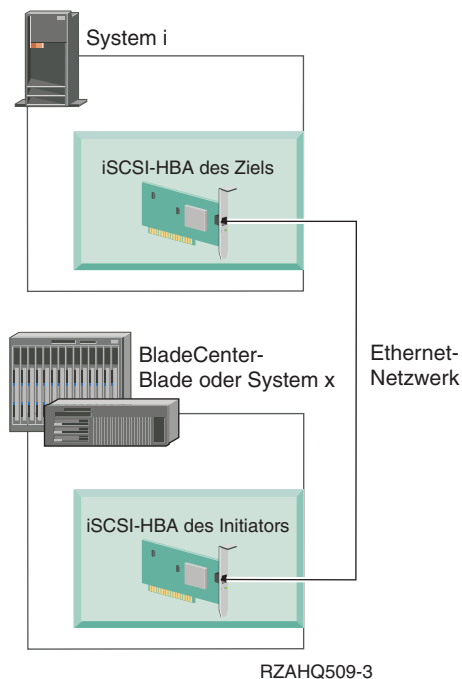 System i
iSCSI-HBA des Ziels
BladeCenter-
Blade oder System x
Ethernet-
Netzwerk
iSCSI-HBA des Initiators
RZAHQ509-3